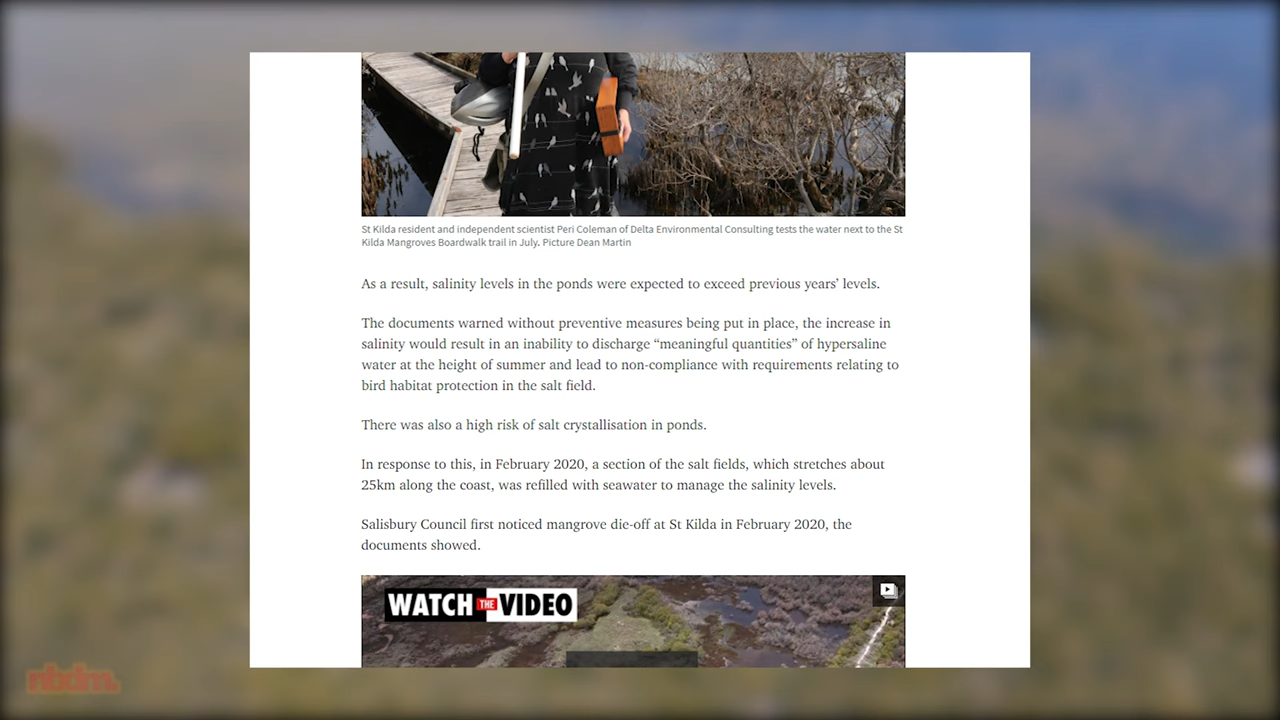 St Kilda resident and independent scientist Peri Coleman of Delta Environmental Consulting tests the water next to the St
Kilda Mangroves Boardwalk trail in July. Picture Dean Martin
As a result, salinity levels in the ponds were expected to exceed previous years’ levels.
The documents warned without preventive measures being put in place, the increase in
salinity would result in an inability to discharge “meaningful quantities” of hypersaline
water at the height of summer and lead to non-compliance with requirements relating to
bird habitat protection in the salt field.
There was also a high risk of salt crystallisation in ponds.
In response to this, in February 2020, a section of the salt fields, which stretches about
25km along the coast, was refilled with seawater to manage the salinity levels.
Salisbury Council first noticed mangrove die-off at St Kilda in February 2020, the
documents showed.
WATCH THE VIDEO